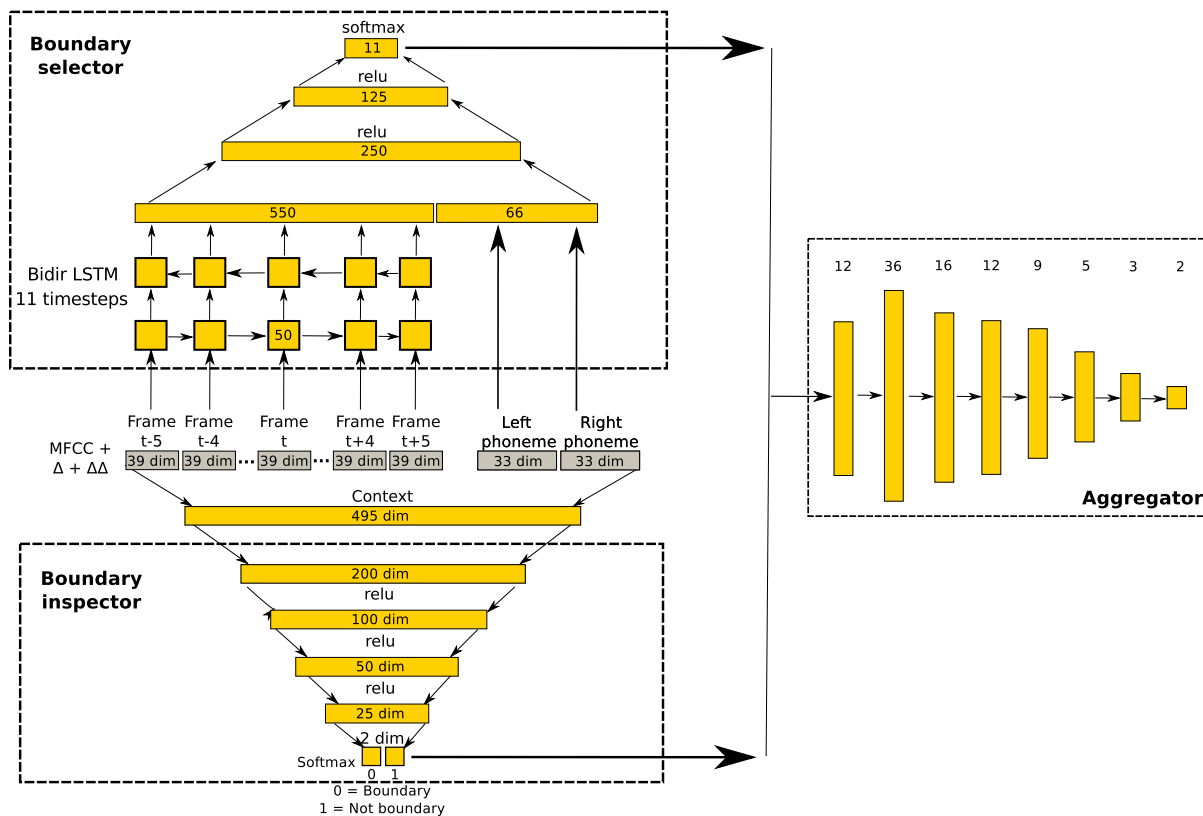 Boundary
selector
softmax
11
relu
125
relu
250
550
66
Bidir LSTM
11 timesteps
50
Frame
t-5
Frame
t-4
Frame
t
Frame
t+4
Frame
t+5
Left
phoneme
Right
phoneme
MFCC +
Δ + ΔΔ
39 dim
39 dim
...
39 dim
...
39 dim
39 dim
33 dim
33 dim
Context
495 dim
Boundary
inspector
200 dim
relu
100 dim
relu
50 dim
relu
25 dim
2 dim
Softmax
0
1
0 = Boundary
1 = Not boundary
12
36
16
12
9
5
3
2
Aggregator